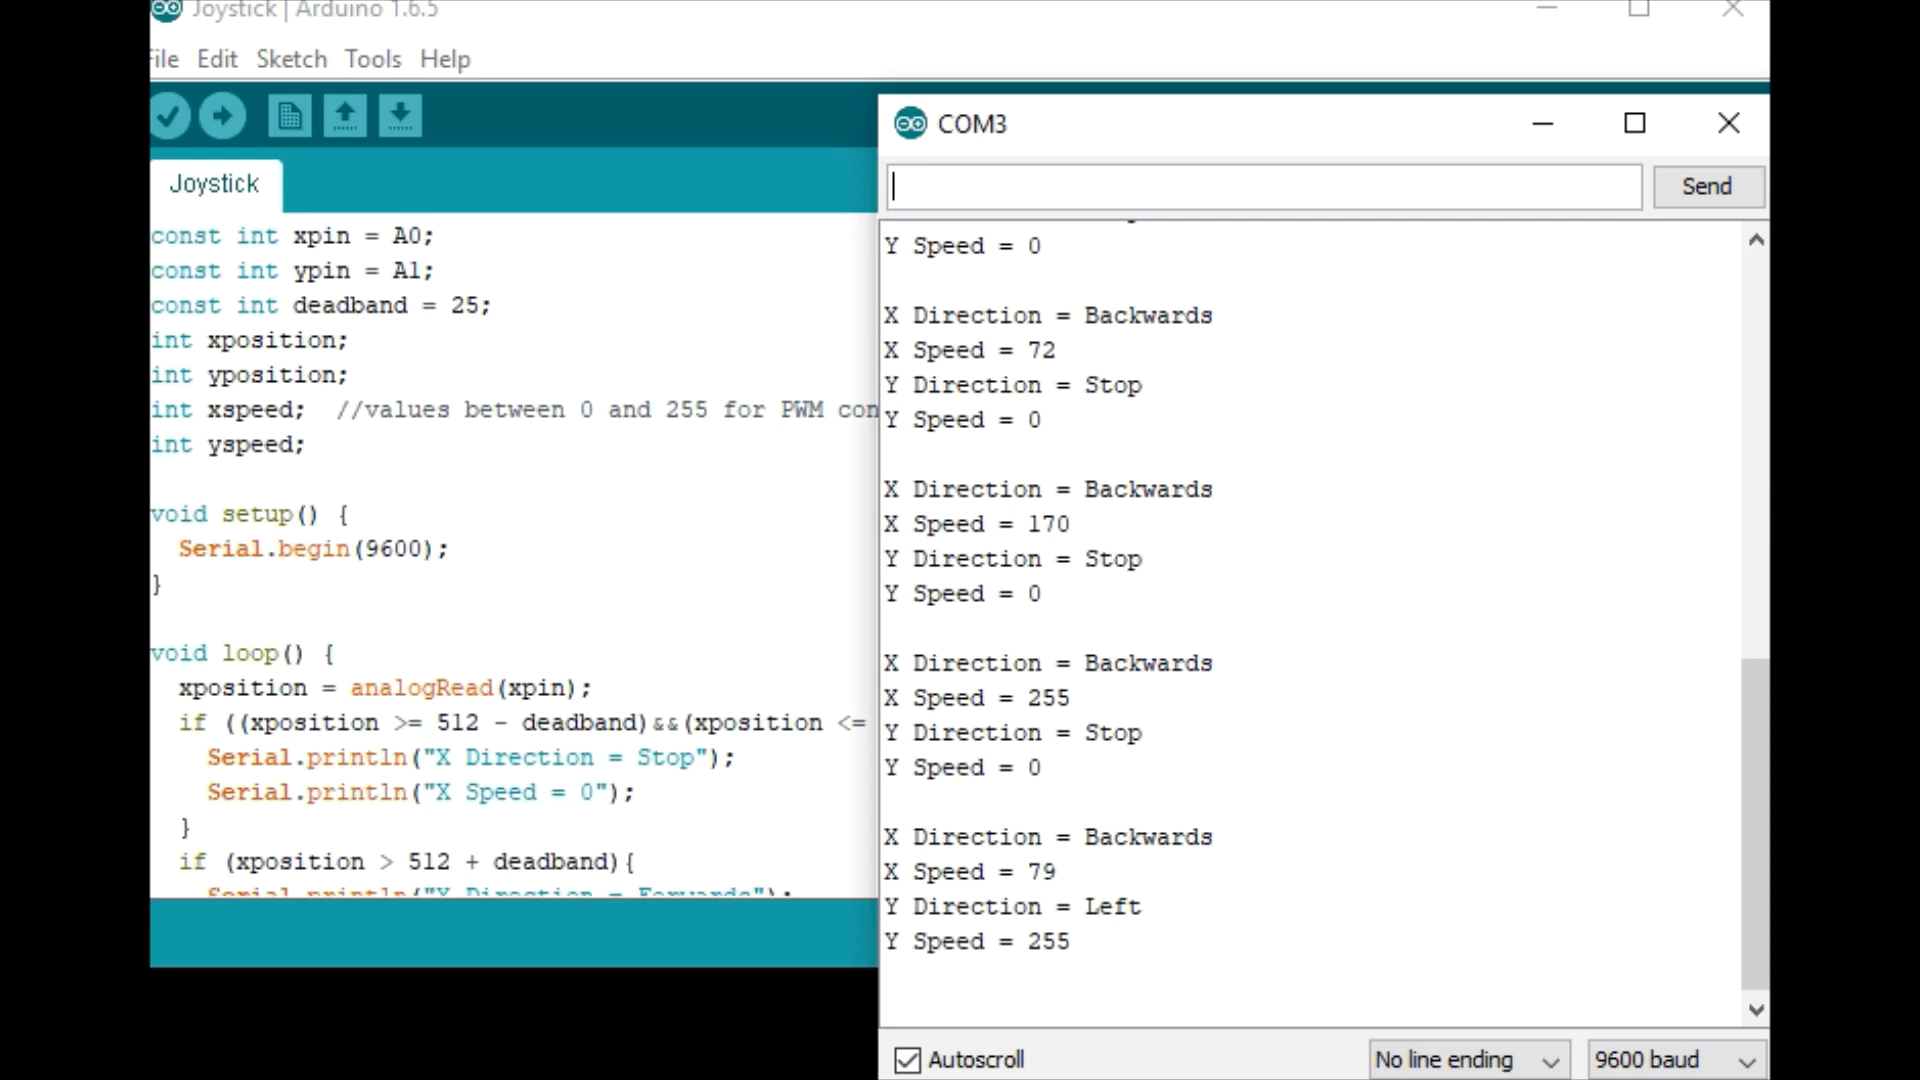 Joystick | Arduino 1.6.5
File Edit Sketch Tools Help
Joystick
const int xpin = A0;
const int ypin = A1;
const int deadband = 25;
int xposition;
int yposition;
int xspeed; //values between 0 and 255 for PWM con
int yspeed;
void setup() {
Serial.begin(9600);
}
void loop() {
xposition = analogRead(xpin);
if ((xposition >= 512 - deadband)&&(xposition <=
Serial.println("X Direction = Stop");
Serial.println("X Speed = 0");
}
if (xposition > 512 + deadband){
Serial.println("X Direction = Forwards");
COM3
Send
Y Speed = 0
X Direction = Backwards
X Speed = 72
Y Direction = Stop
Y Speed = 0
X Direction = Backwards
X Speed = 170
Y Direction = Stop
Y Speed = 0
X Direction = Backwards
X Speed = 255
Y Direction = Stop
Y Speed = 0
X Direction = Backwards
X Speed = 79
Y Direction = Left
Y Speed = 255
Autoscroll
No line ending
9600 baud